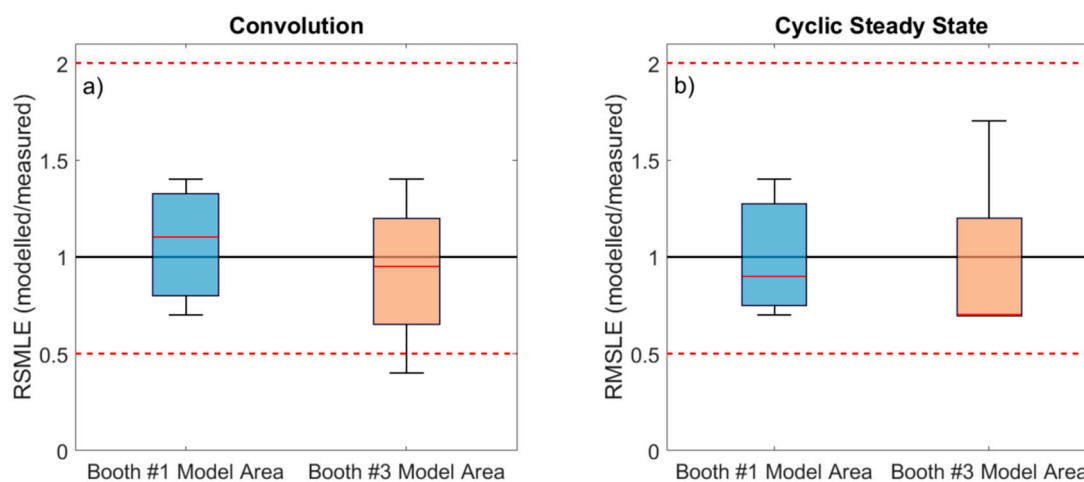 Convolution
2
a)
1.5
1
0.5
0
RSMLE (modelled/measured)
Booth #1 Model Area
Booth #3 Model Area
Cyclic Steady State
2
b)
1.5
1
0.5
0
RMSLE (modelled/measured)
Booth #1 Model Area
Booth #3 Model Area